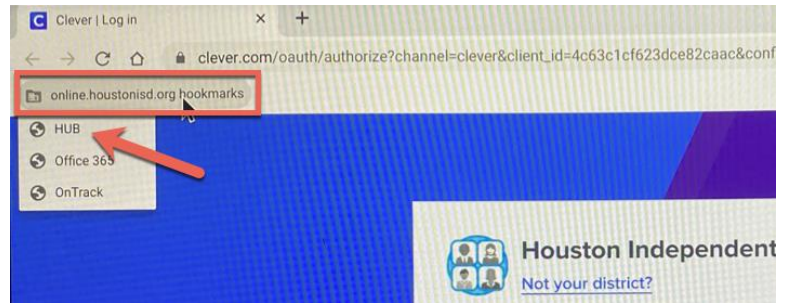 Clever | Log in
clever.com/oauth/authorize?channel=clever&client_id=4c63c1cf623dce82caac&conf
online.houstonisd.org bookmarks
HUB
Office 365
OnTrack
Houston Independent
Not your district?